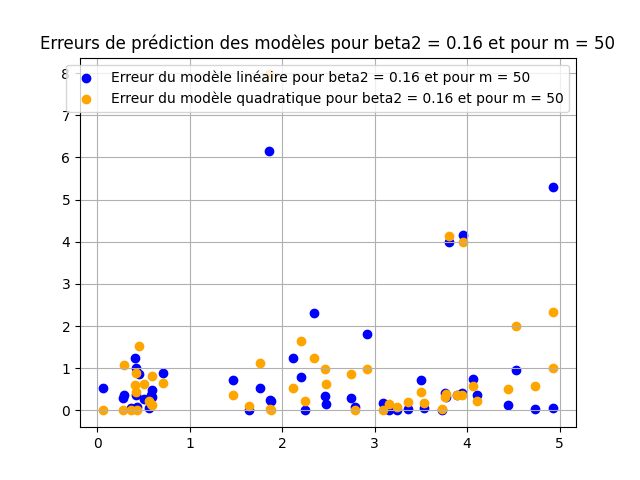 Erreurs de prédiction des modèles pour beta2 = 0.16 et pour m = 50
Erreur du modèle linéaire pour beta2 = 0.16 et pour m = 50
Erreur du modèle quadratique pour beta2 = 0.16 et pour m = 50
8
7
6
5
4
3
2
1
0
0 1 2 3 4 5